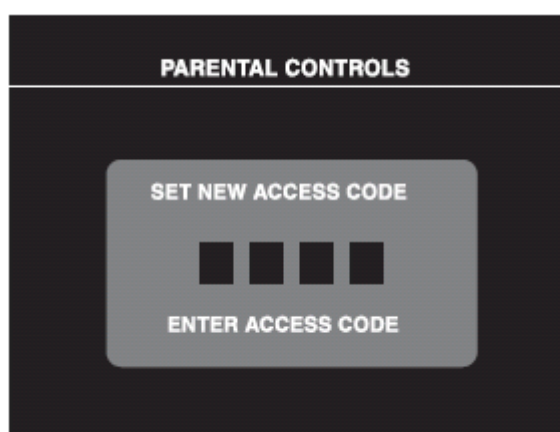 PARENTAL CONTROLS
SET NEW ACCESS CODE
ENTER ACCESS CODE